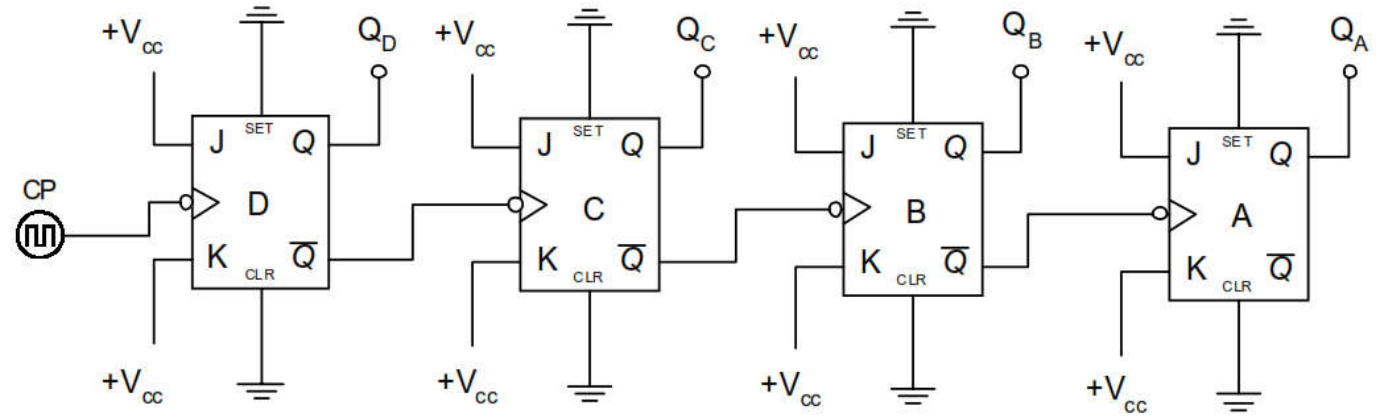 +Vcc QD +Vcc QC +Vcc QB +Vcc QA
SET SET SET SET
J Q J Q J Q J Q
CP
D C B A
K Q̅ K Q̅ K Q̅ K Q̅
CLR CLR CLR CLR
+Vcc +Vcc +Vcc +Vcc